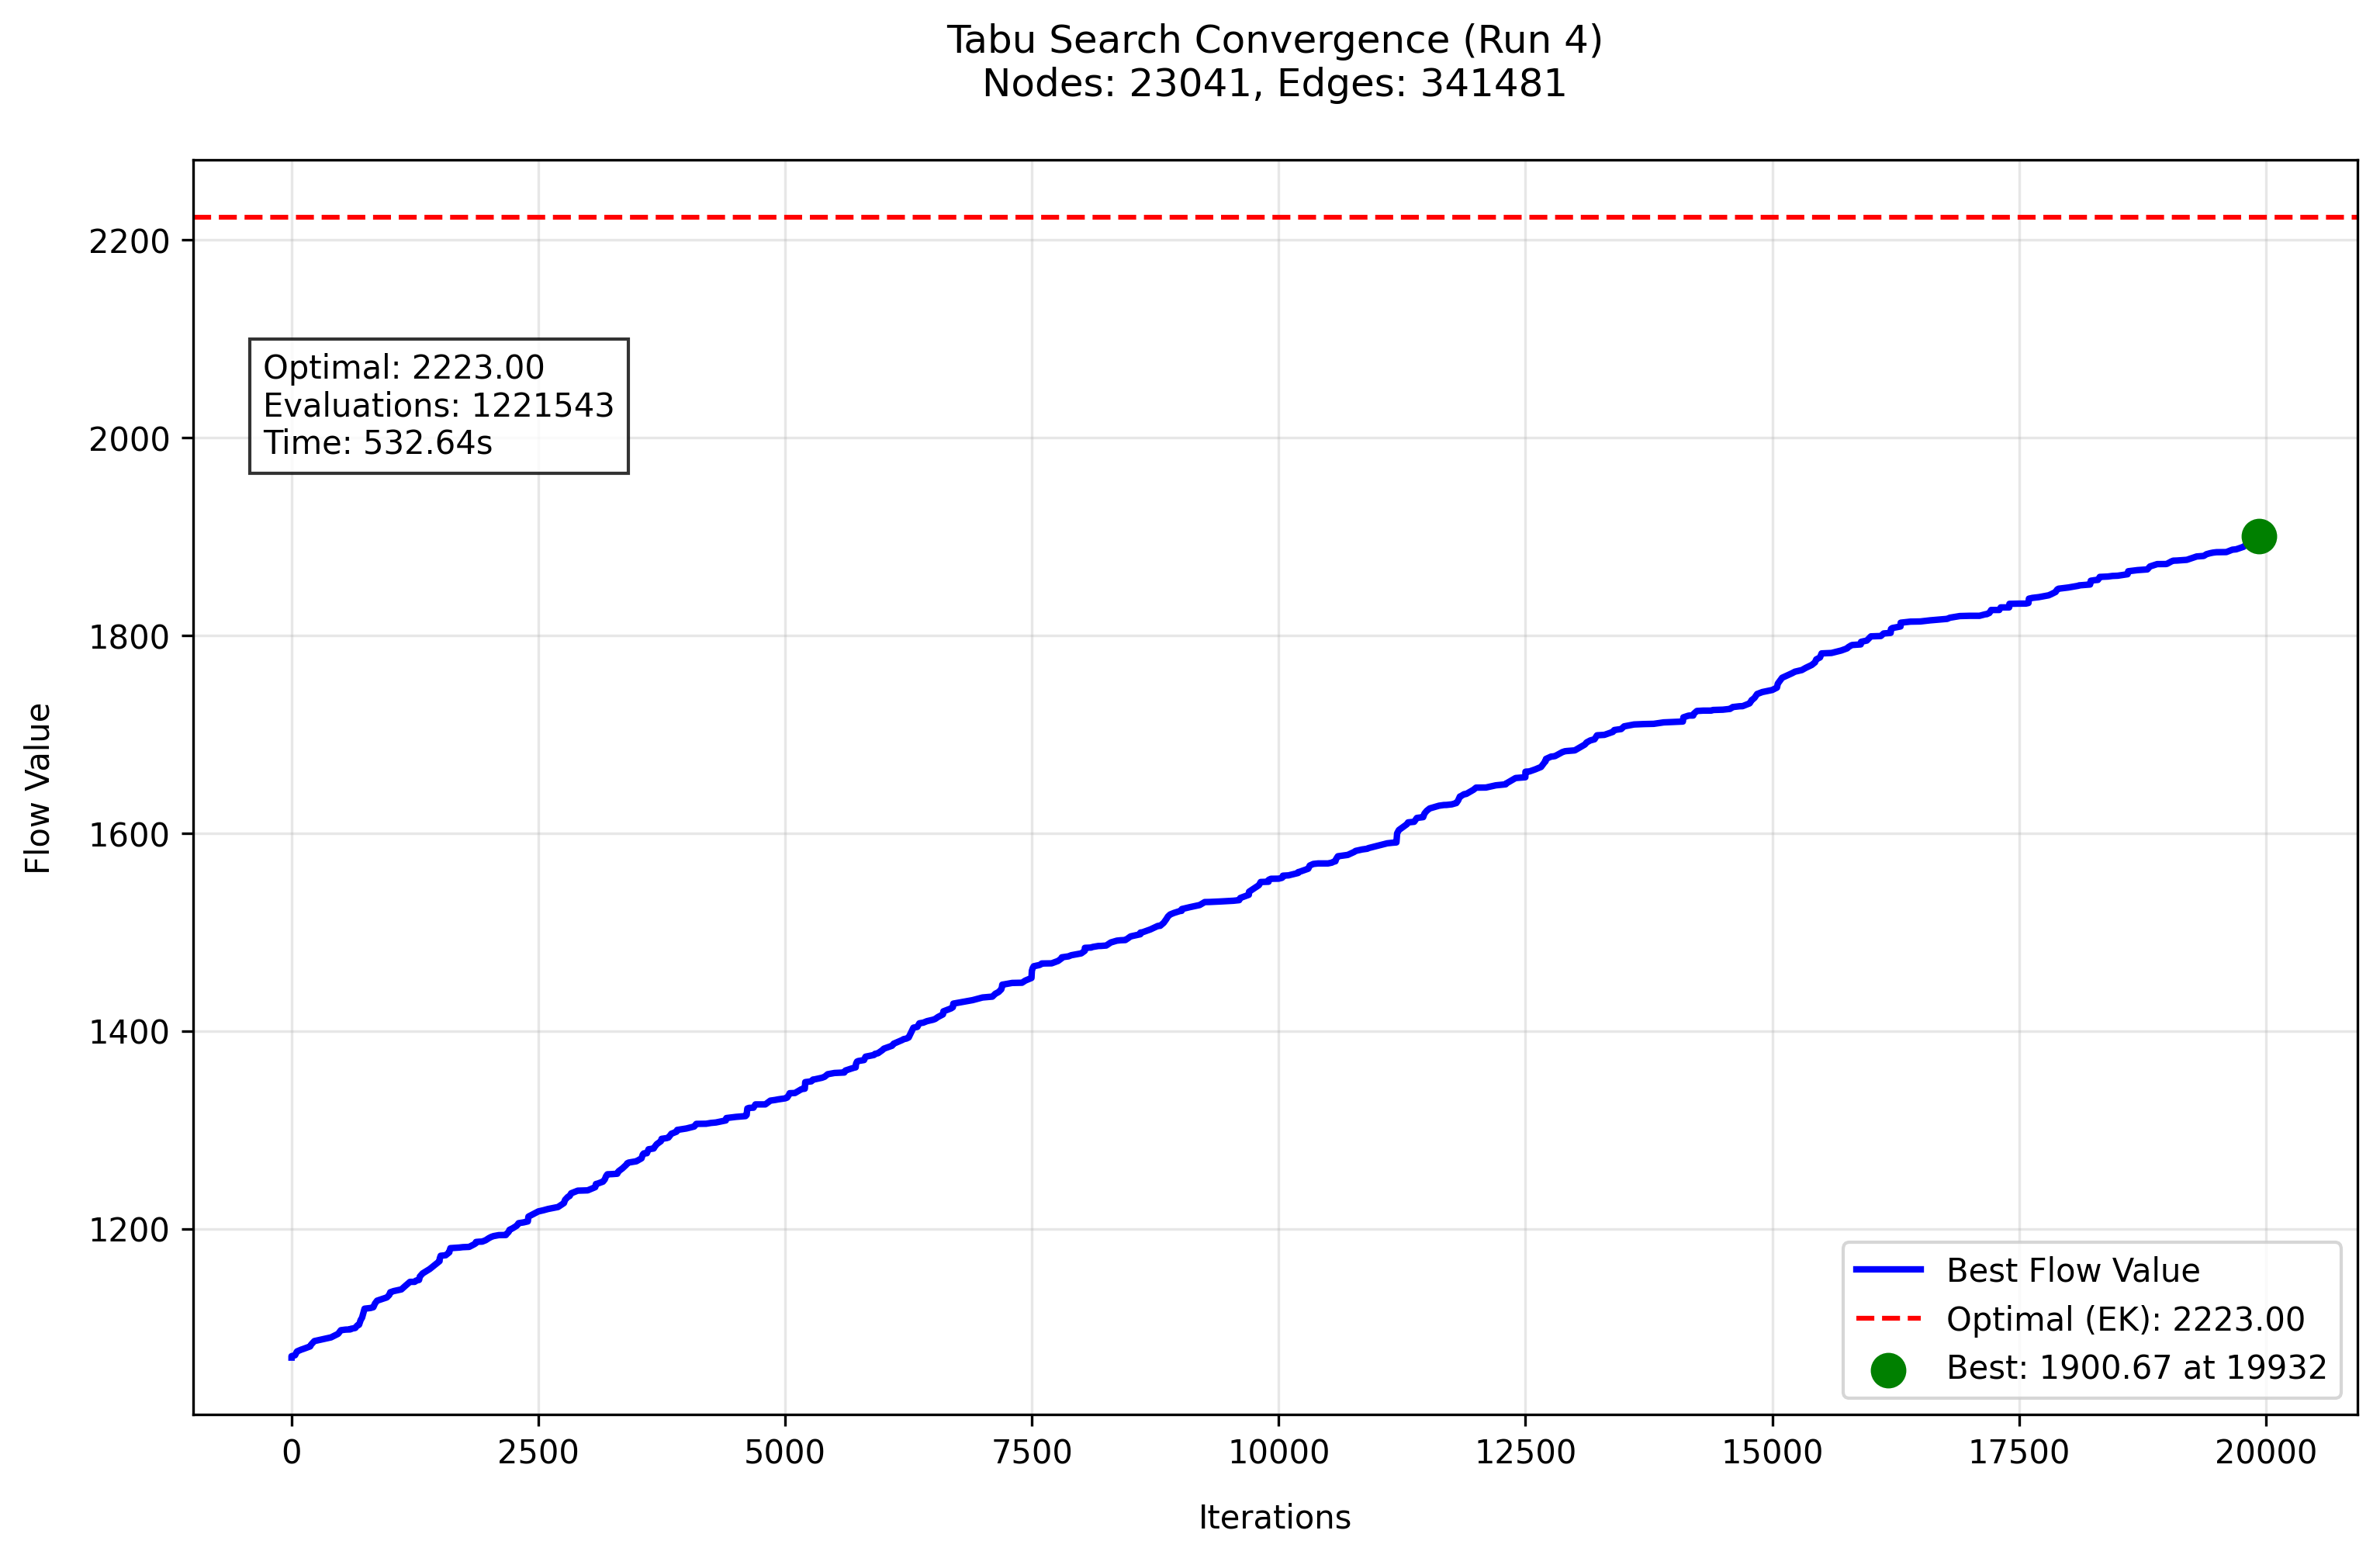 Tabu Search Convergence (Run 4)
Nodes: 23041, Edges: 341481
2200
2000
1800
1600
1400
1200
Flow Value
Optimal: 2223.00
Evaluations: 1221543
Time: 532.64s
Best Flow Value
Optimal (EK): 2223.00
Best: 1900.67 at 19932
0 2500 5000 7500 10000 12500 15000 17500 20000
Iterations